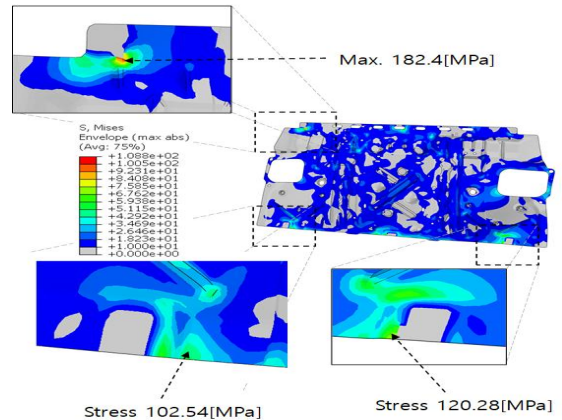 Max. 182.4[MPa]
S, Mises
Envelope (max abs)
(Avg: 75%)
+1.088e+02
+1.005e+02
+9.231e+01
+8.408e+01
+7.585e+01
+6.762e+01
+5.938e+01
+5.115e+01
+4.292e+01
+3.469e+01
+2.646e+01
+1.823e+01
+1.000e+01
+0.000e+00
Stress 102.54[MPa]
Stress 120.28[MPa]